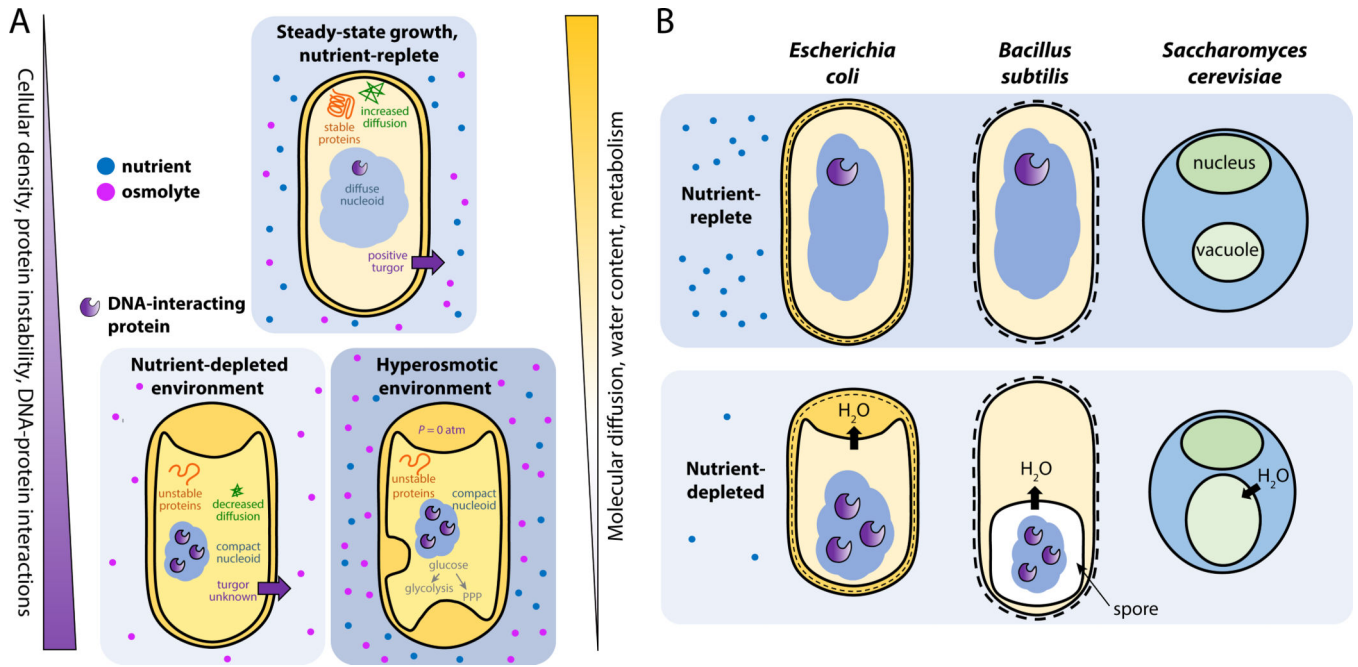 A
Cellular density, protein instability, DNA-protein interactions
Steady-state growth,
nutrient-replete
stable
proteins
increased
diffusion
diffuse
nucleoid
positive
turgor
nutrient
osmolyte
DNA-interacting
protein
Nutrient-depleted
environment
unstable
proteins
decreased
diffusion
compact
nucleoid
turgor
unknown
Hyperosmotic
environment
P = 0 atm
unstable
proteins
compact
nucleoid
glucose
glycolysis
PPP
Molecular diffusion, water content, metabolism
B
Escherichia
coli
Bacillus
subtilis
Saccharomyces
cerevisiae
Nutrient-
replete
nucleus
vacuole
Nutrient-
depleted
H₂O
H₂O
H₂O
spore